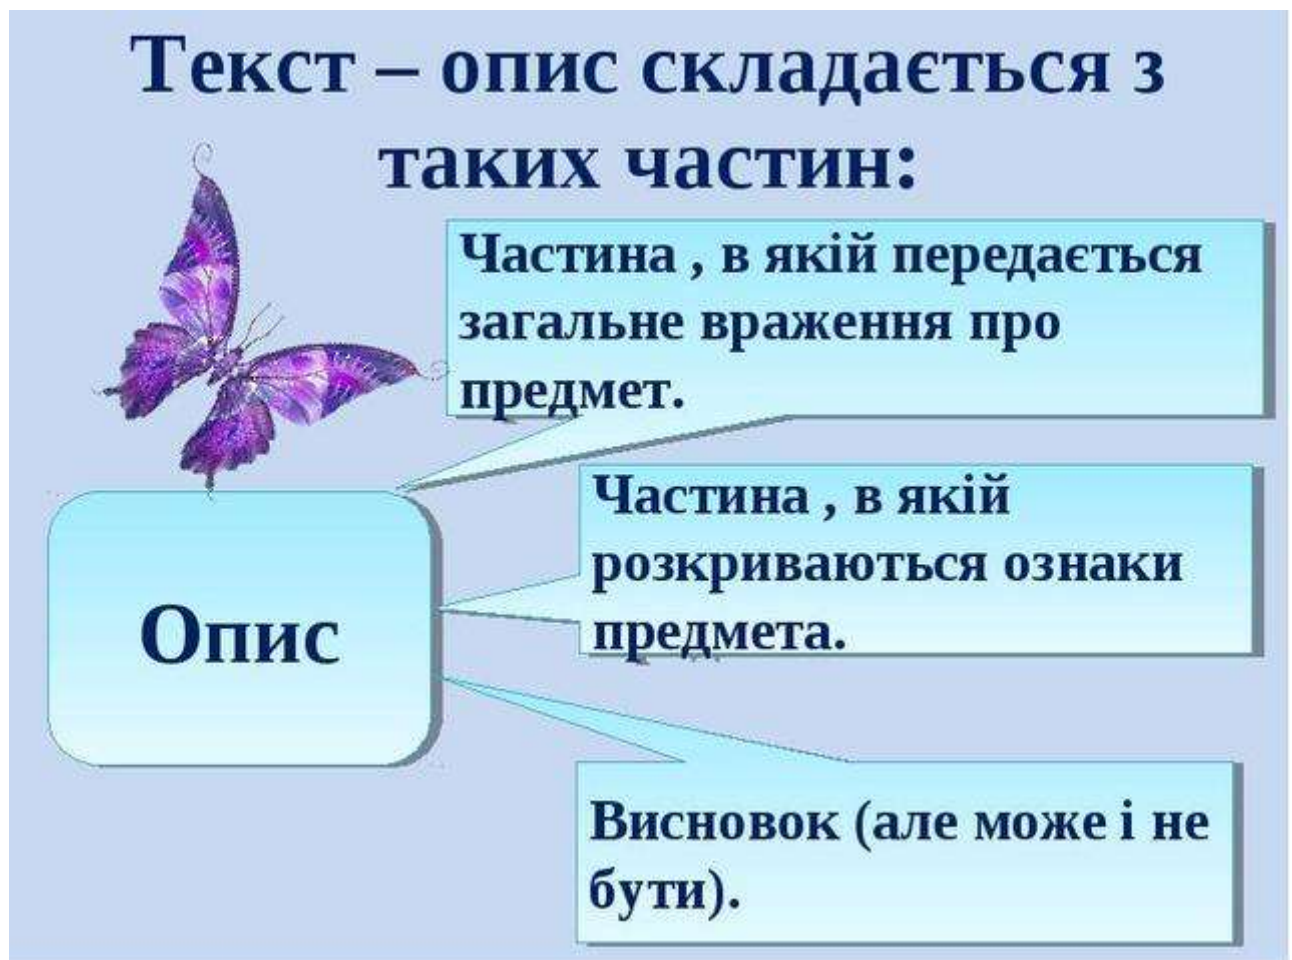 Текст – опис складається з
таких частин:
Частина , в якій передається
загальне враження про
предмет.
Частина , в якій
розкриваються ознаки
предмета.
Опис
Висновок (але може і не
бути).